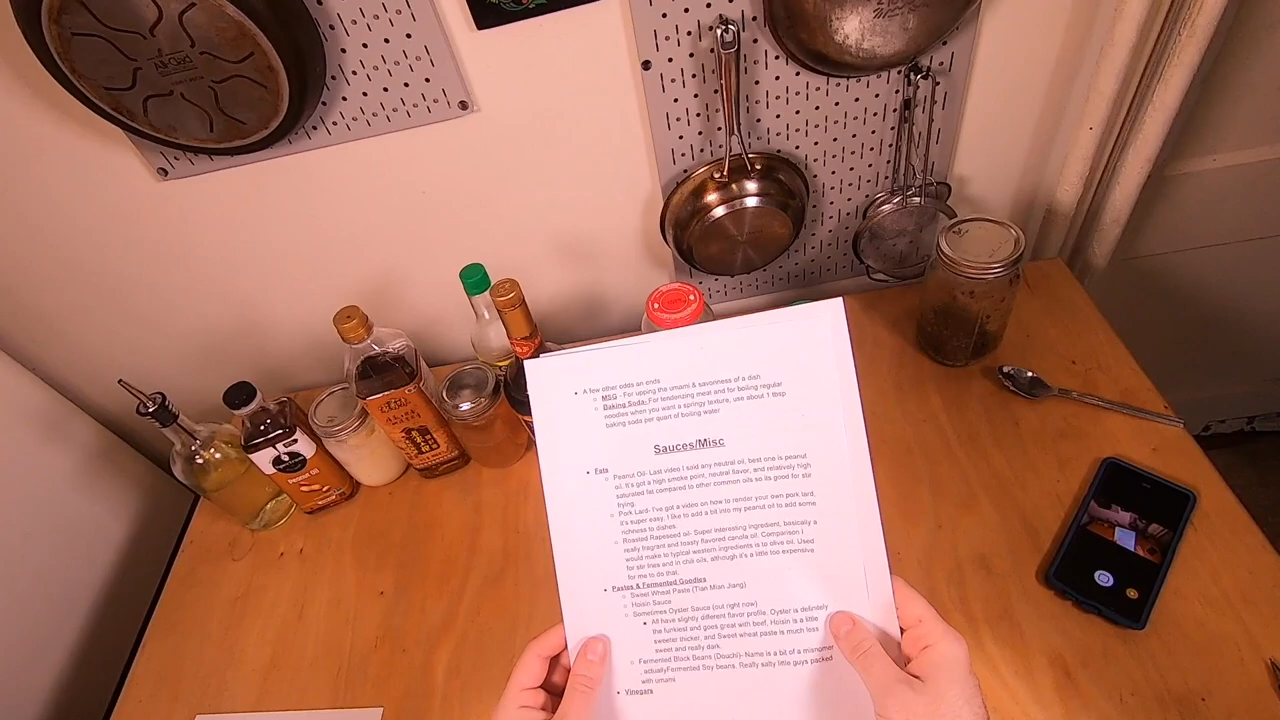 All-Clad
A few other odds an ends
MSG - For upping the umami & savoriness of a dish
Baking Soda- For tenderizing meat and for boiling regular
noodles when you want a springy texture, use about 1 tbsp
baking soda per quart of boiling water
Sauces/Misc
Fats
Peanut Oil- Last video I said any neutral oil, best one is peanut
oil. It's got a high smoke point, neutral flavor, and relatively high
saturated fat compared to other common oils so its good for stir
frying.
Pork Lard- I've got a video on how to render your own pork lard,
it's super easy. I like to add a bit into my peanut oil to add some
richness to dishes
Roasted Rapeseed oil- Super interesting ingredient, basically a
really fragrant and toasty flavored canola oil. Comparison I
would make to typical western ingredients is to olive oil. Used
for stir fries and in chili oils, although it's a little too expensive
for me to do that.
Pastes & Fermented Goodies
Sweet Wheat Paste (Tian Mian Jiang)
Hoisin Sauce
Sometimes Oyster Sauce (out right now)
All have slightly different flavor profile. Oyster is definitely
the funkiest and goes great with beef, Hoisin is a little
sweeter thicker, and Sweet wheat paste is much less
sweet and really dark.
Fermented Black Beans (Douchi)- Name is a bit of a misnomer
, actuallyFermented Soy beans. Really salty little guys packed
with umami
Vinegars